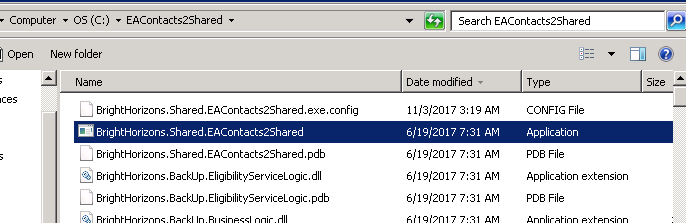 Computer ▸ OS (C:) ▸ EAContacts2Shared ▸ Search EAContacts2Shared
Open New folder
Name Date modified Type Size
BrightHorizons.Shared.EAContacts2Shared.exe.config 11/3/2017 3:19 AM CONFIG File
BrightHorizons.Shared.EAContacts2Shared 6/19/2017 7:31 AM Application
BrightHorizons.Shared.EAContacts2Shared.pdb 6/19/2017 7:31 AM PDB File
BrightHorizons.BackUp.EligibilityServiceLogic.dll 6/19/2017 7:31 AM Application extension
BrightHorizons.BackUp.EligibilityServiceLogic.pdb 6/19/2017 7:31 AM PDB File
BrightHorizons.BackUp.BusinessLogic.dll 6/19/2017 7:31 AM Application extension